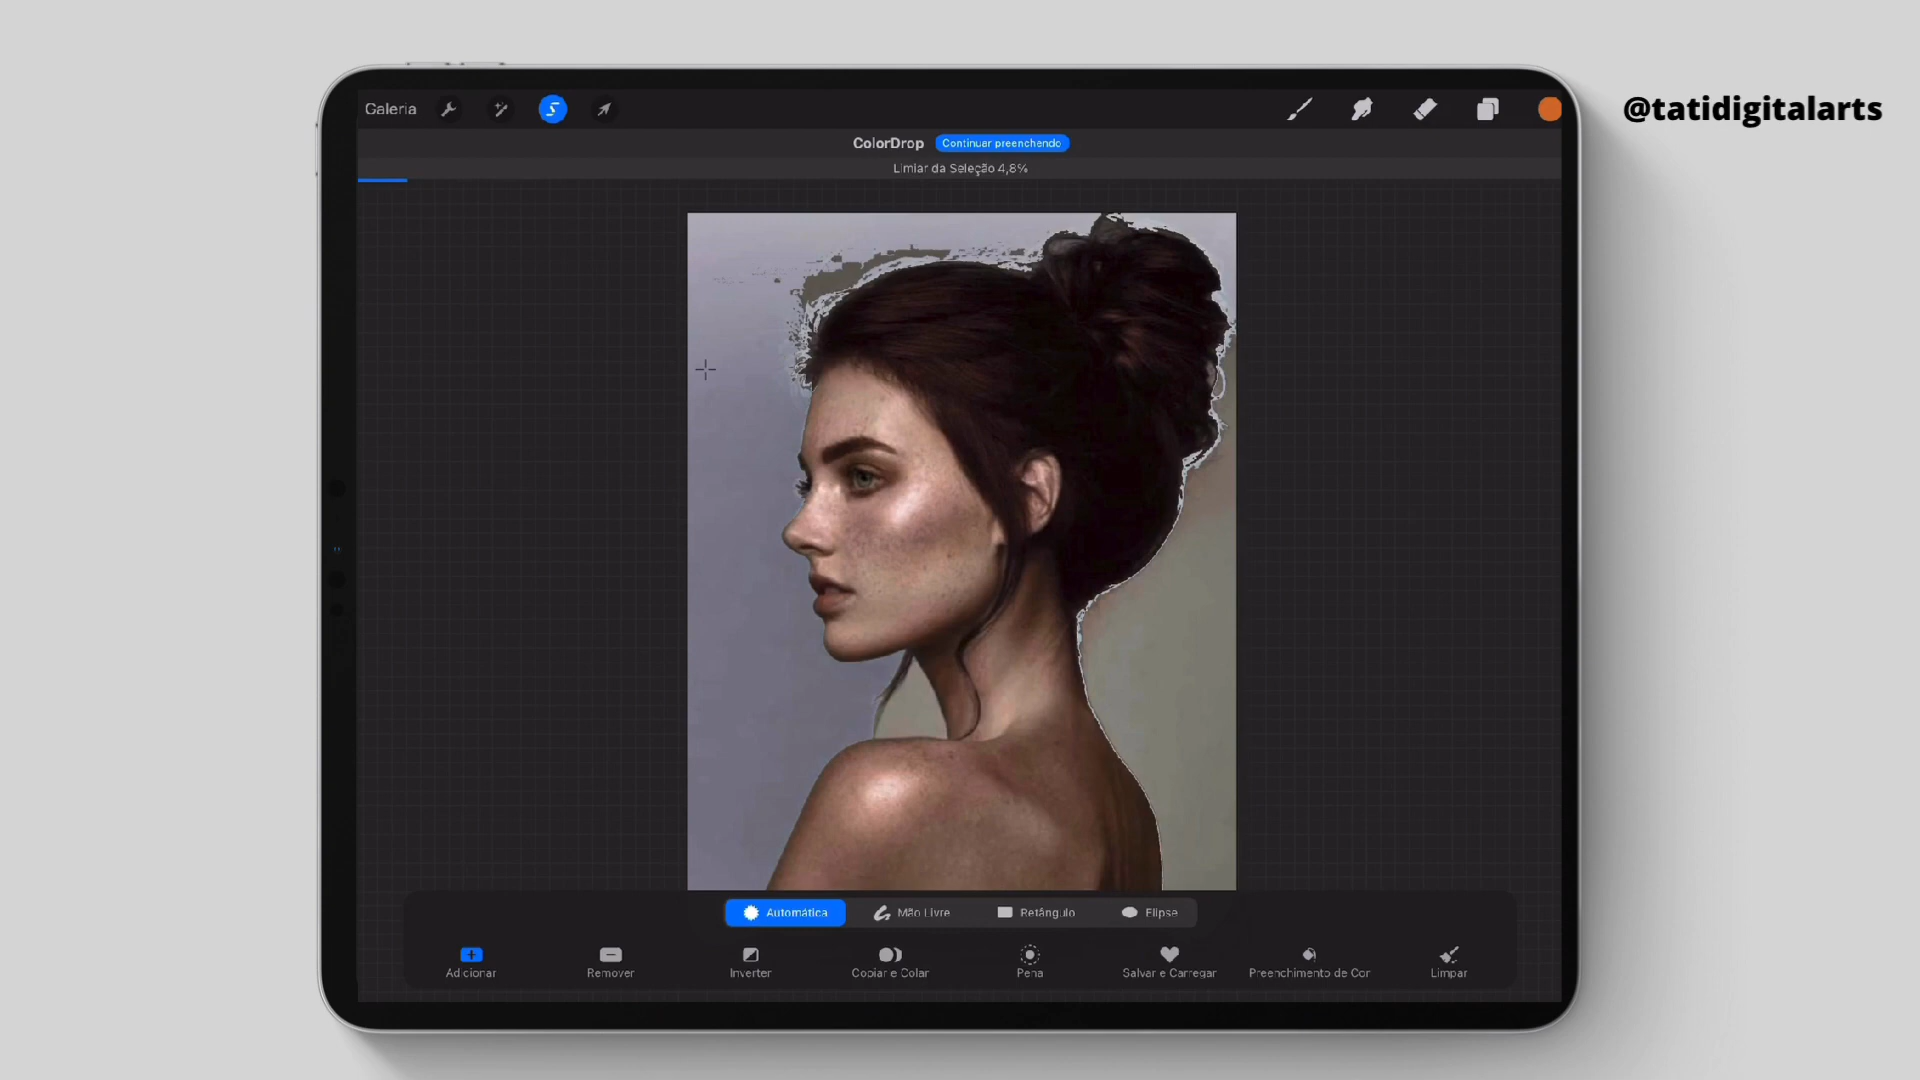 @tatidigitalarts
Galeria
ColorDrop Continuar preenchendo
Limiar da Seleção 4,8%
Automática Mão Livre Retângulo Elipse
Adicionar Remover Inverter Copiar e Colar Pena Salvar e Carregar Preenchimento de Cor Limpar